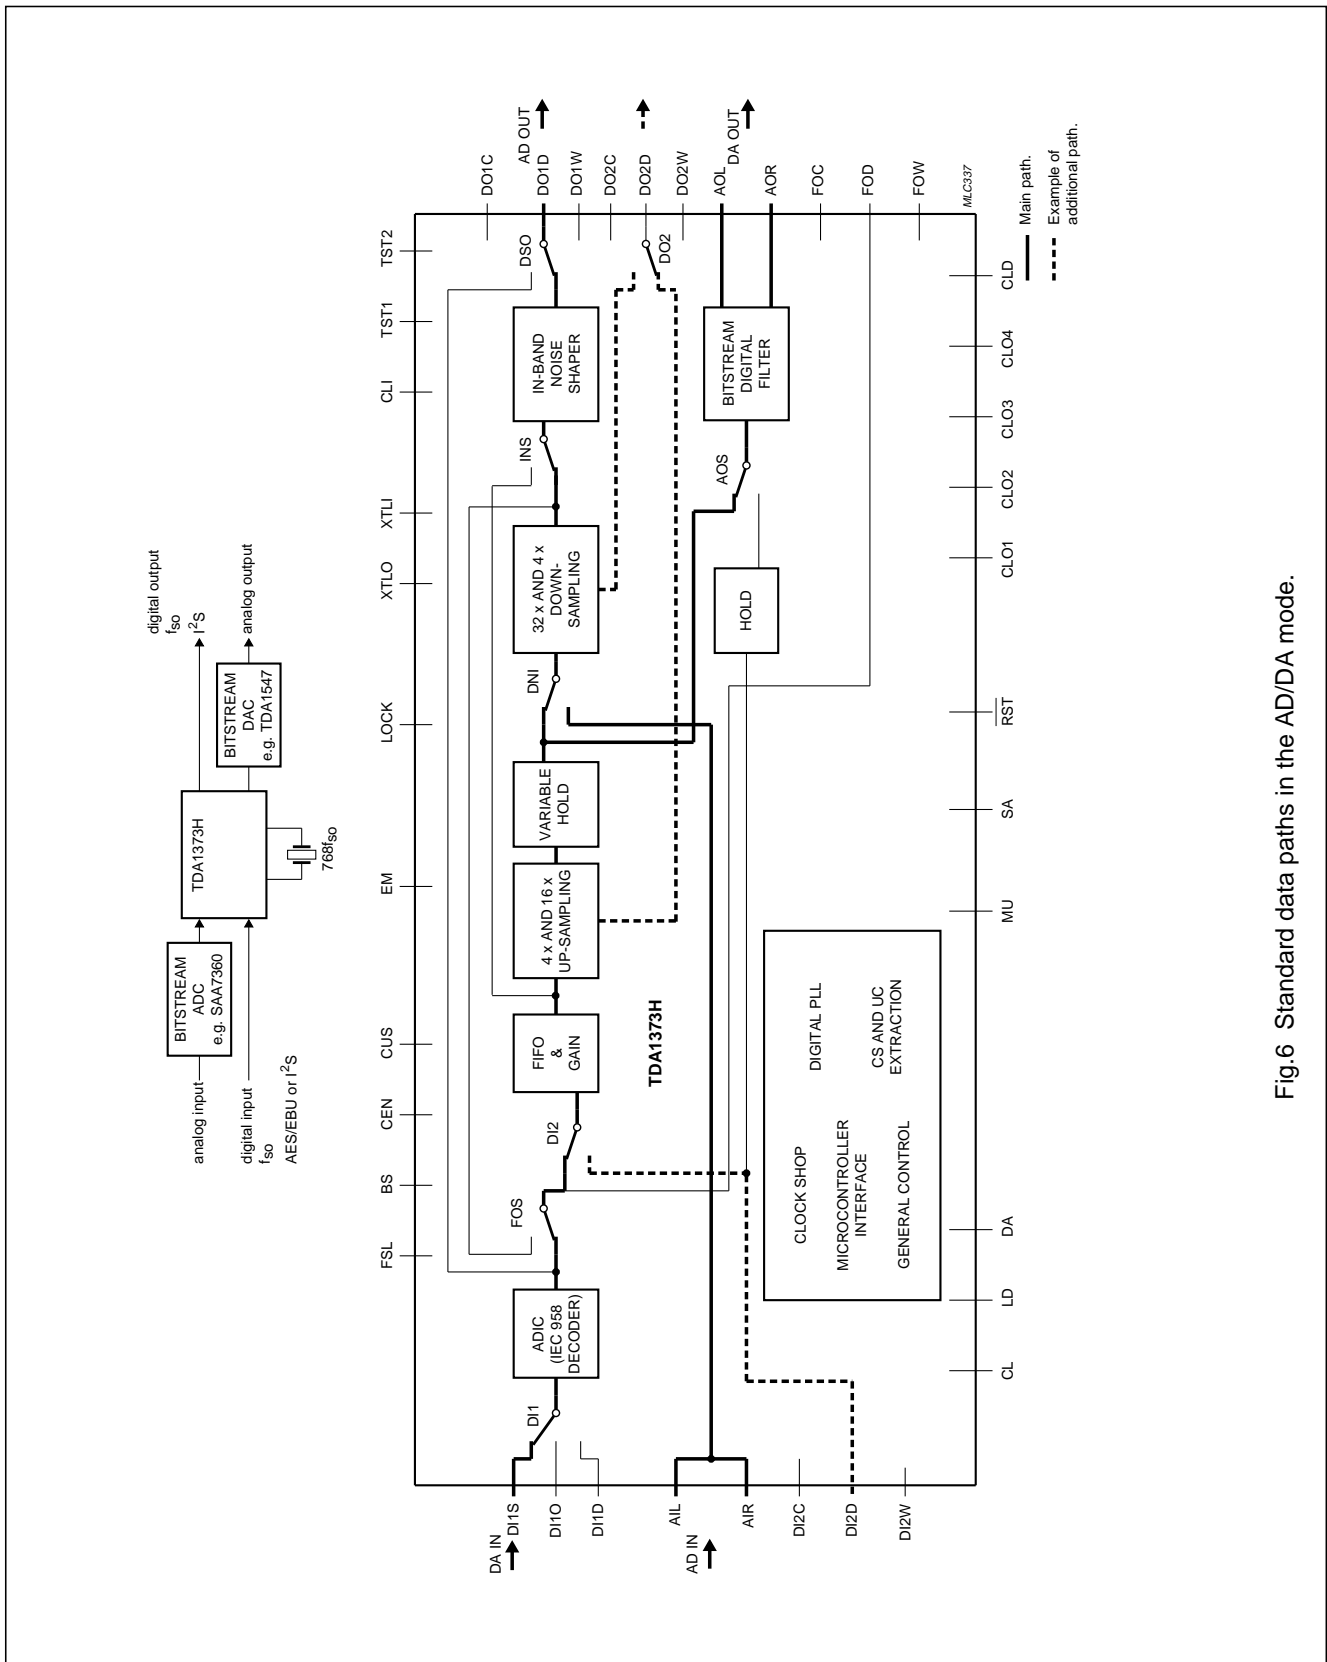 analog input
digital input
fso
AES/EBU or I2S
BITSTREAM
ADC
e.g. SAA7360
TDA1373H
768fso
BITSTREAM
DAC
e.g. TDA1547
digital output
fso
I2S
analog output
FSL
BS
CEN
CUS
EM
LOCK
XTLO
XTLI
CLI
TST1
TST2
DA IN
DI1S
DI1O
DI1D
AD IN
AIL
AIR
DI2C
DI2D
DI2W
DI1
ADIC
(IEC 958
DECODER)
FOS
DI2
FIFO
&
GAIN
4 x AND 16 x
UP-SAMPLING
VARIABLE
HOLD
DNI
32 x AND 4 x
DOWN-
SAMPLING
INS
IN-BAND
NOISE
SHAPER
DSO
DO2
TDA1373H
HOLD
AOS
BITSTREAM
DIGITAL
FILTER
CLOCK SHOP
MICROCONTROLLER
INTERFACE
GENERAL CONTROL
DIGITAL PLL
CS AND UC
EXTRACTION
DO1C
AD OUT
DO1D
DO1W
DO2C
DO2D
DO2W
AOL
DA OUT
AOR
FOC
FOD
FOW
CL
LD
DA
MU
SA
RST
CLO1
CLO2
CLO3
CLO4
CLD
MLC337
Main path.
Example of
additional path.
Fig.6 Standard data paths in the AD/DA mode.